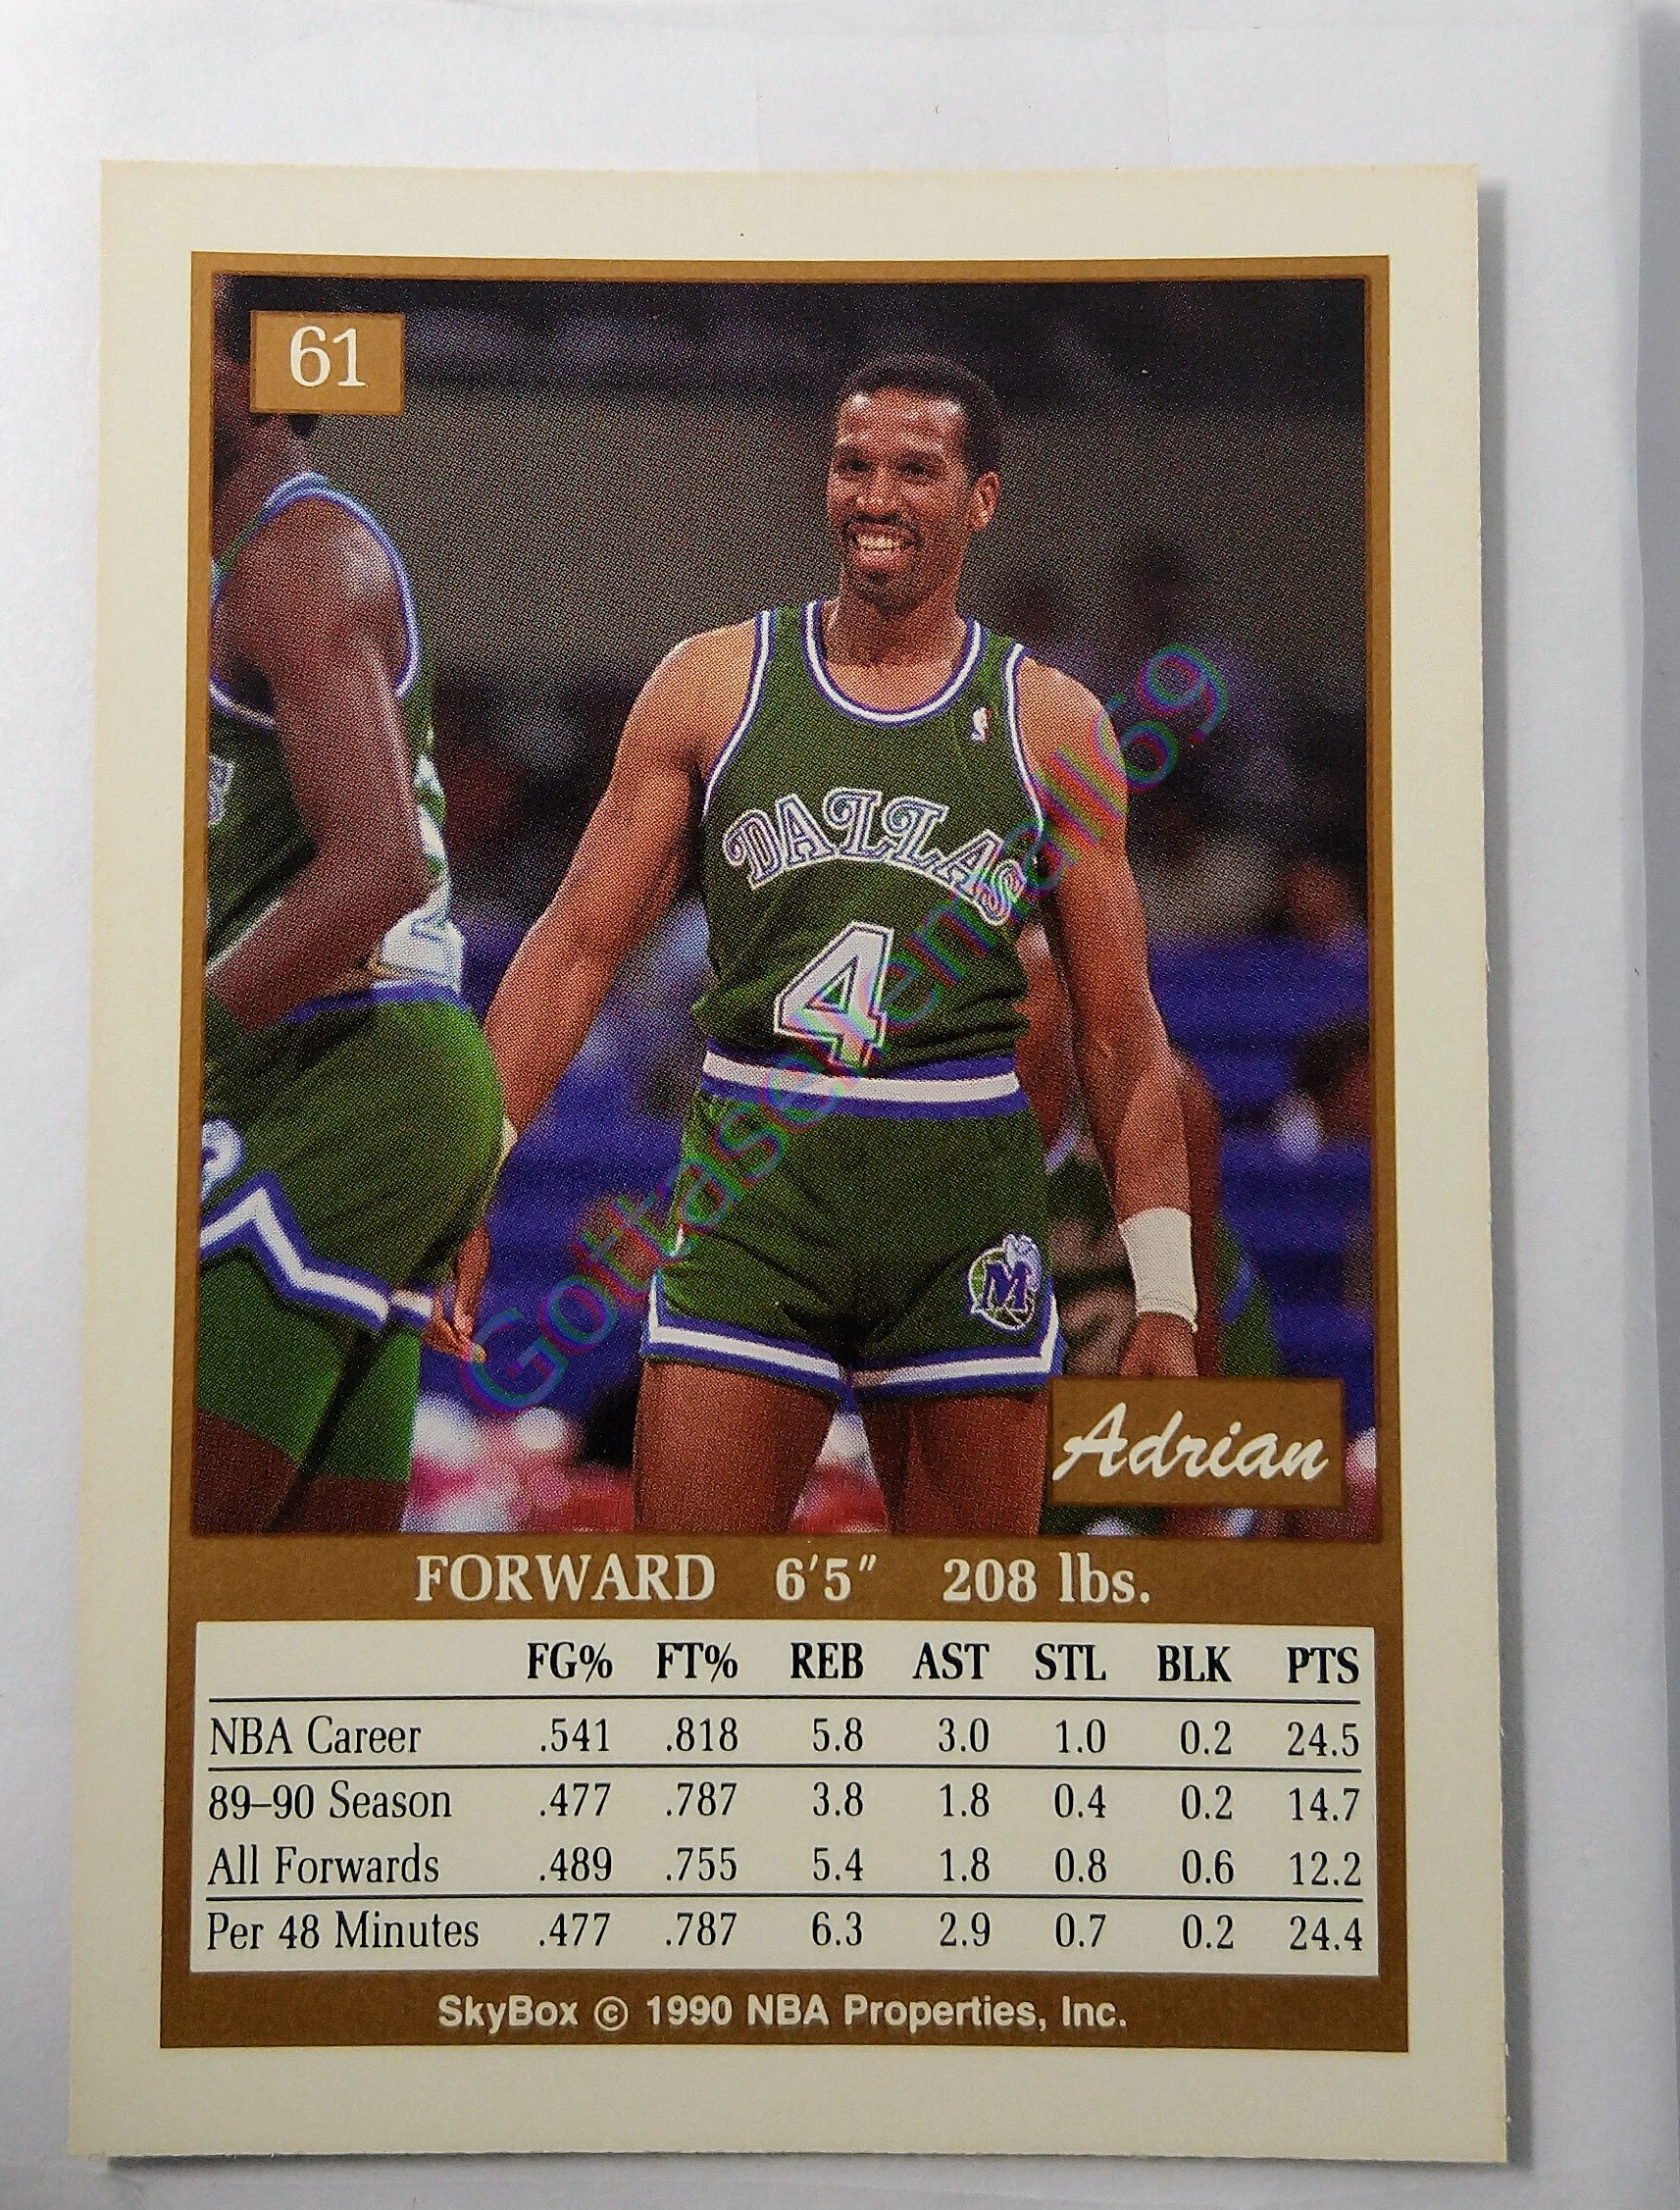 61
DALLAS
4
M
Gottaseyemall69
Adrian
FORWARD 6'5" 208 lbs.
FG% FT% REB AST STL BLK PTS
NBA Career .541 .818 5.8 3.0 1.0 0.2 24.5
89–90 Season .477 .787 3.8 1.8 0.4 0.2 14.7
All Forwards .489 .755 5.4 1.8 0.8 0.6 12.2
Per 48 Minutes .477 .787 6.3 2.9 0.7 0.2 24.4
SkyBox © 1990 NBA Properties, Inc.